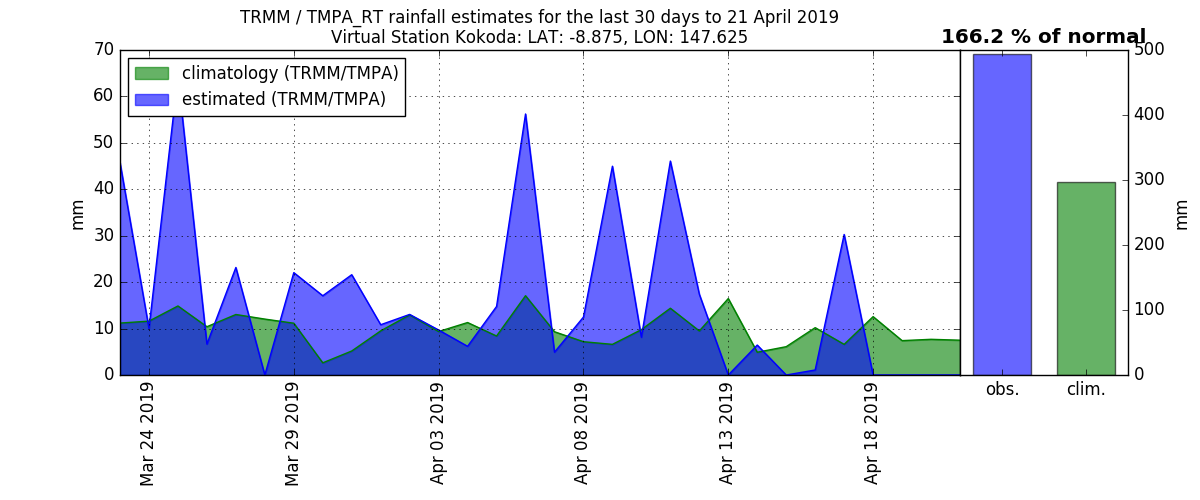 TRMM / TMPA_RT rainfall estimates for the last 30 days to 21 April 2019
Virtual Station Kokoda: LAT: -8.875, LON: 147.625
166.2 % of normal
climatology (TRMM/TMPA)
estimated (TRMM/TMPA)
mm
70
60
50
40
30
20
10
0
Mar 24 2019
Mar 29 2019
Apr 03 2019
Apr 08 2019
Apr 13 2019
Apr 18 2019
500
400
300
200
100
0
mm
obs.
clim.